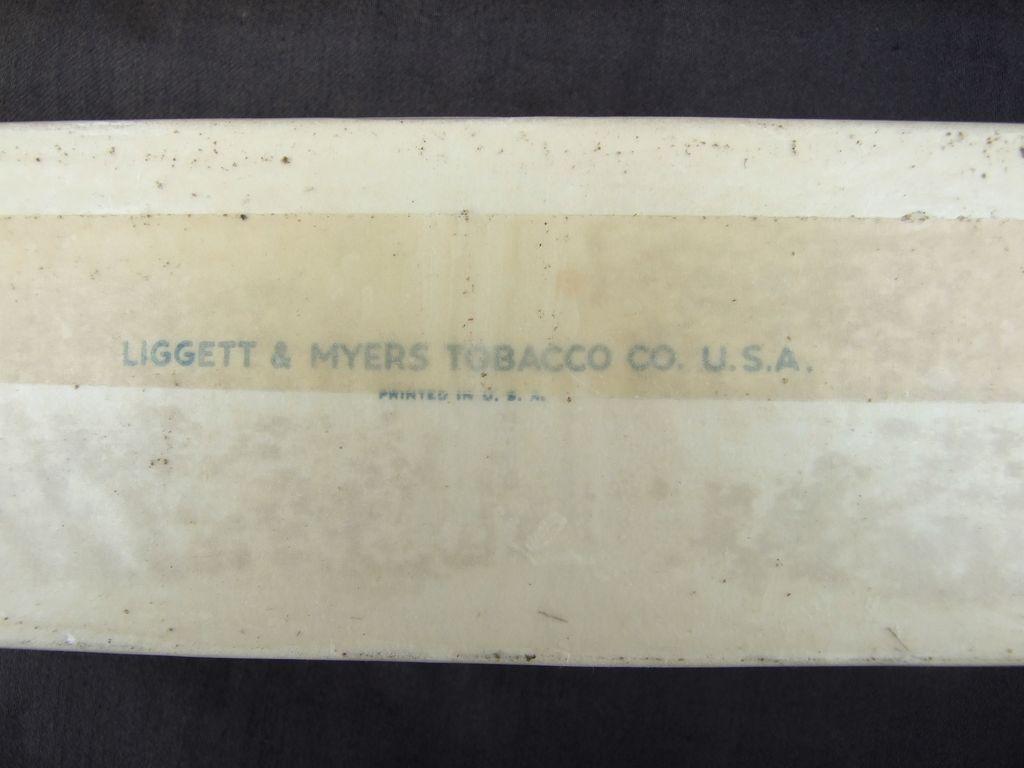 LIGGETT & MYERS TOBACCO CO. U.S.A.
PRINTED IN U. S. A.